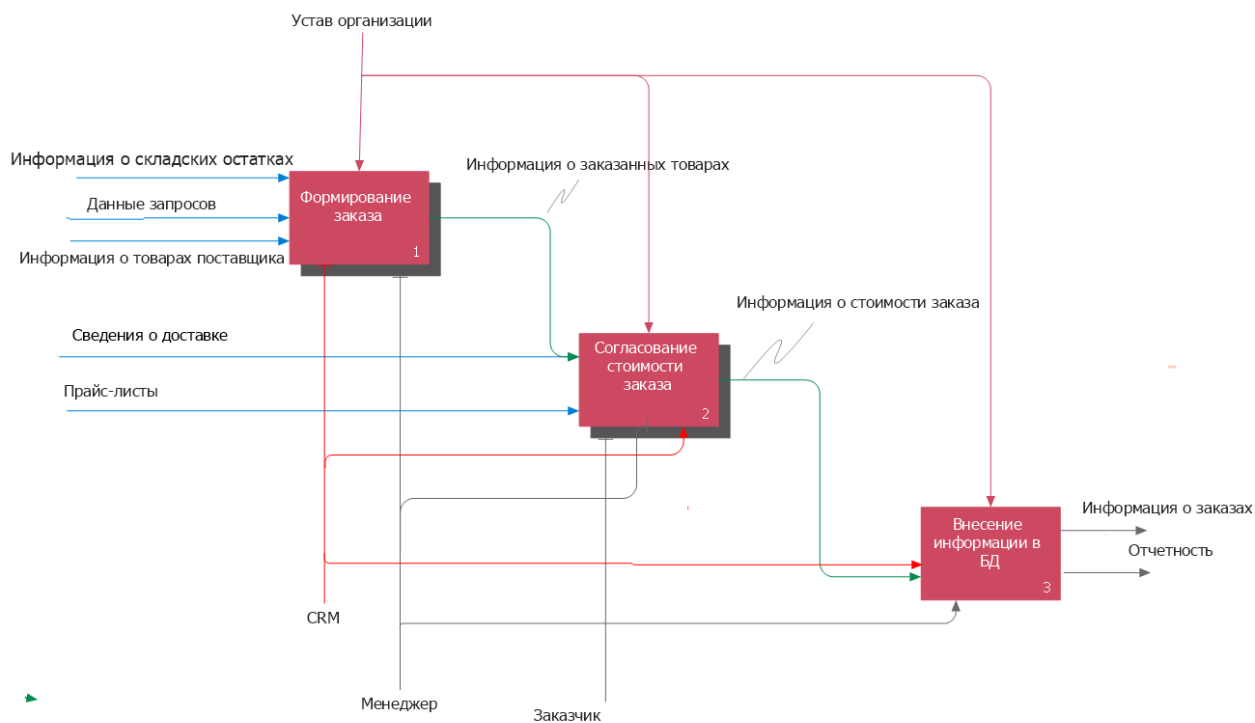 Устав организации
Информация о складских остатках
Информация о заказанных товарах
Формирование
заказа
1
Данные запросов
Информация о товарах поставщика
Информация о стоимости заказа
Сведения о доставке
Согласование
стоимости
заказа
2
Прайс-листы
Внесение
информации в
БД
3
Информация о заказах
Отчетность
CRM
Менеджер
Заказчик